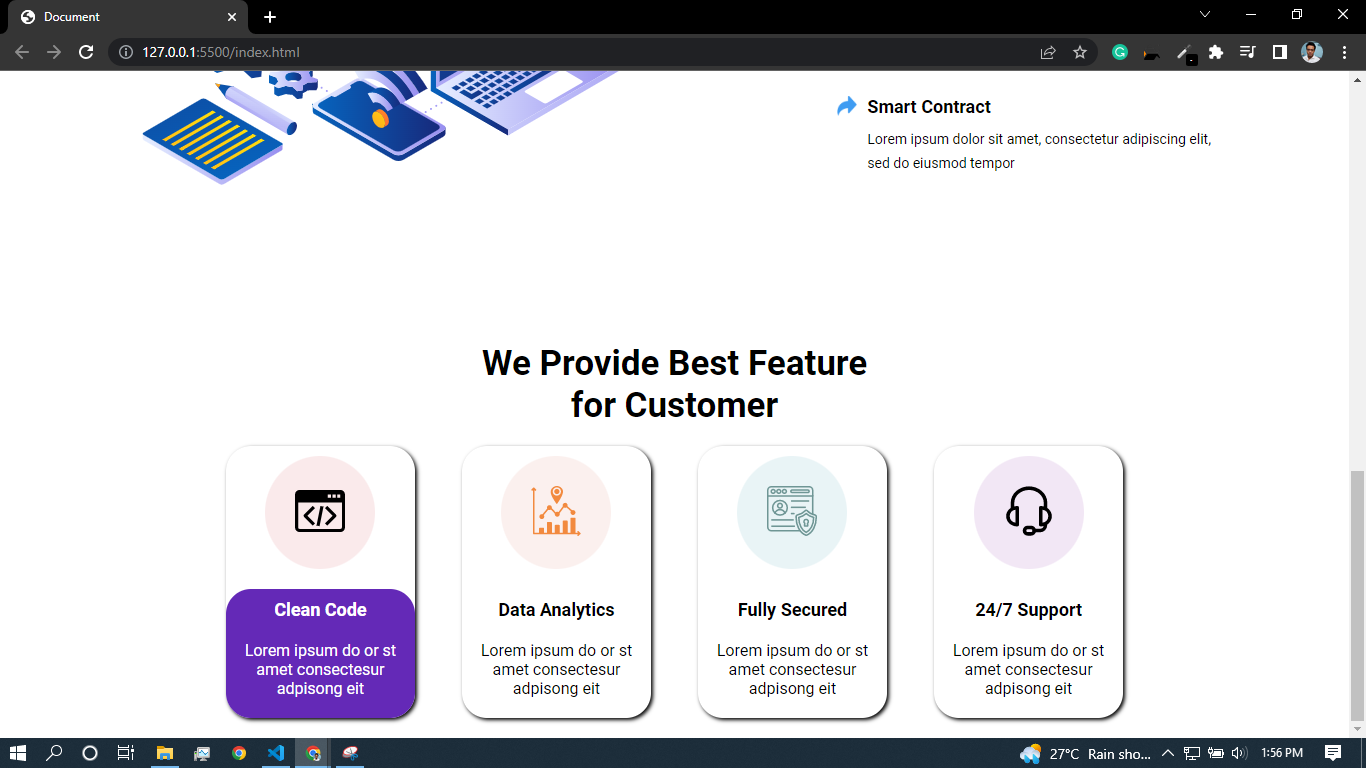 Document
127.0.0.1:5500/index.html
Smart Contract
Lorem ipsum dolor sit amet, consectetur adipiscing elit,
sed do eiusmod tempor
We Provide Best Feature
for Customer
Clean Code
Lorem ipsum do or st
amet consectesur
adpisong eit
Data Analytics
Lorem ipsum do or st
amet consectesur
adpisong eit
Fully Secured
Lorem ipsum do or st
amet consectesur
adpisong eit
24/7 Support
Lorem ipsum do or st
amet consectesur
adpisong eit
27°C Rain sho... 1:56 PM